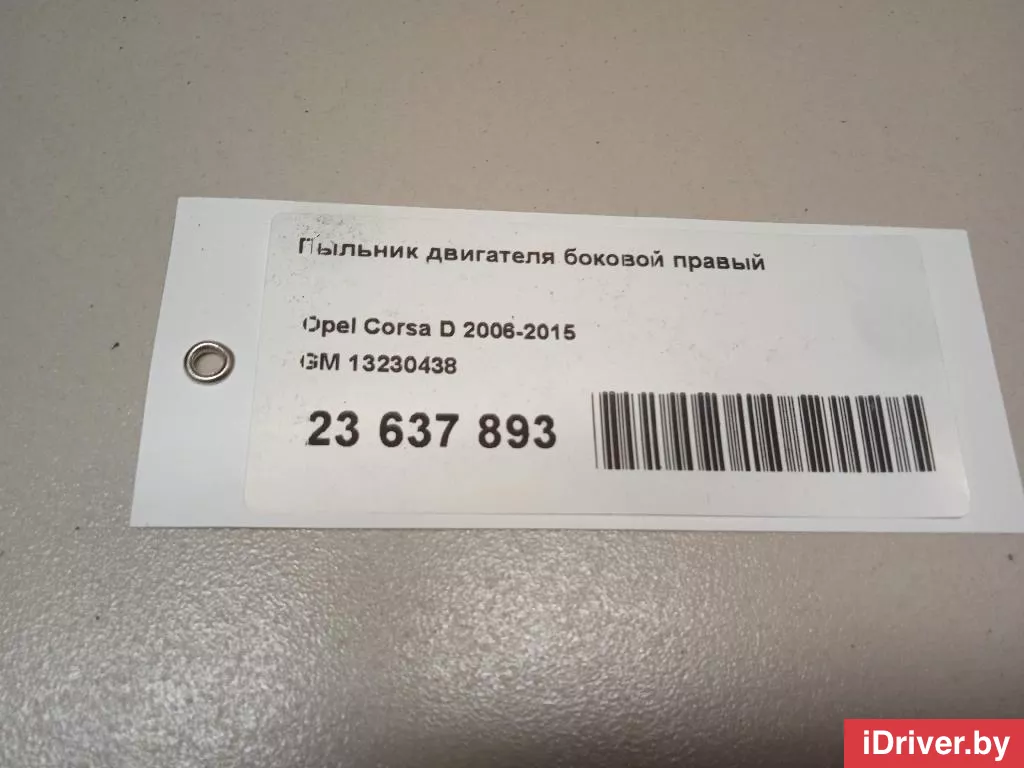 Пыльник двигателя боковой правый
Opel Corsa D 2006-2015
GM 13230438
23 637 893
iDriver.by